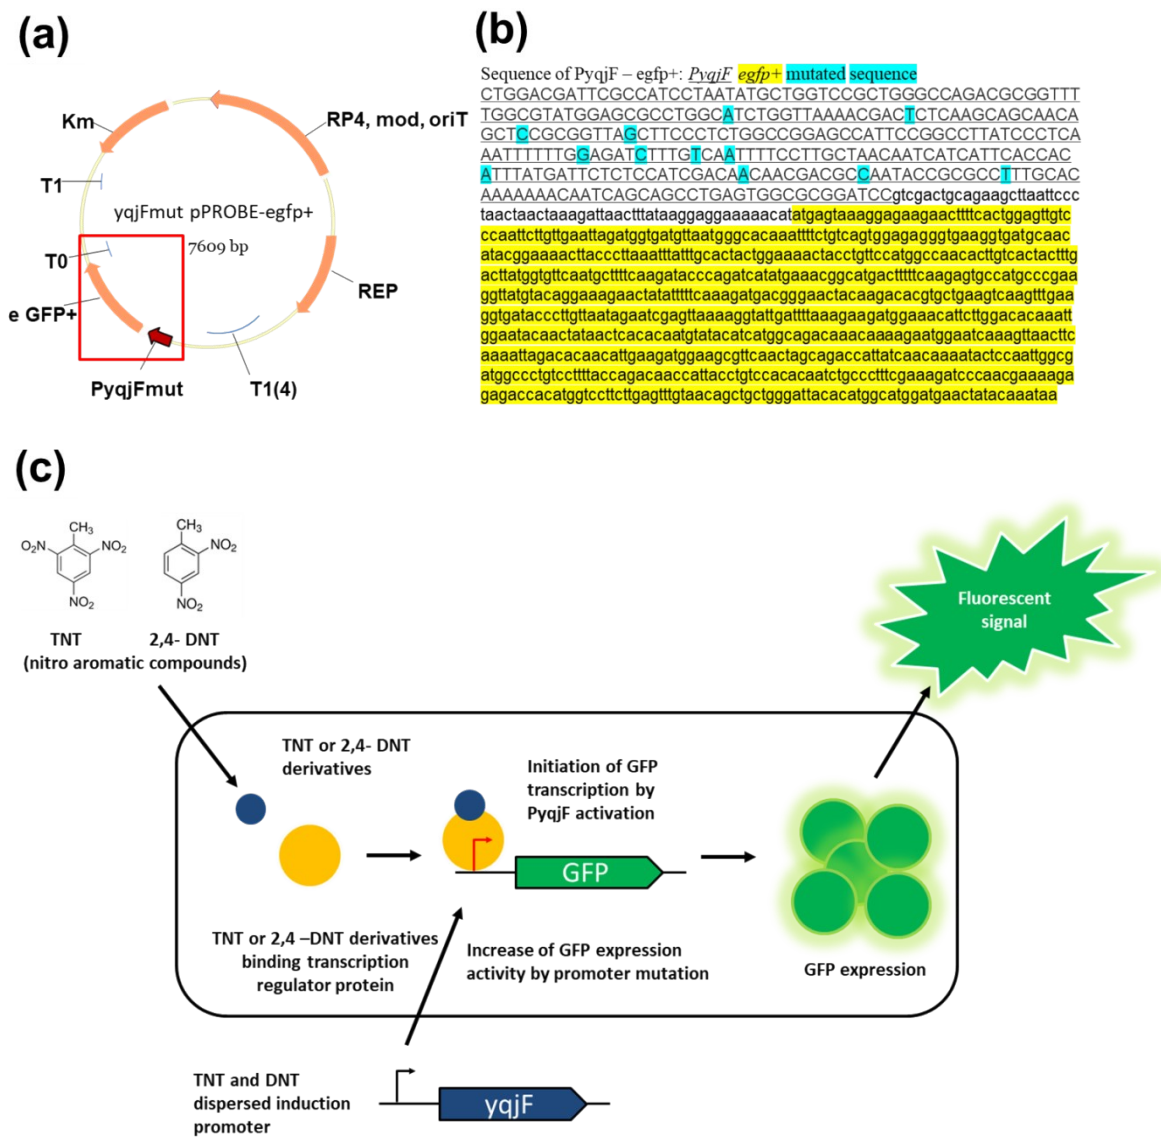 (a)
Km
RP4, mod, oriT
T1
yqjFmut pPROBE-egfp+
7609 bp
T0
REP
e GFP+
PyqjFmut
T1(4)
(b)
Sequence of PyqjF – egfp+: PyqjF egfp+ mutated sequence
CTGGACGATTCGCCATCCTAATATGCTGGTCCGCTGGGCCAGACGCGGTTT
TGGCGTATGGAGCGCCTGGCATCTGGTTAAAACGACTCTCAAGCAGCAACA
GCTCCGCGGTTAGCTTCCCTCTGGCCGGAGCCATTCCGGCCTTATCCCTCA
AATTTTTTGGAGATCTTTGTCAATTTTCCTTGCTAACAATCATCATTCACCAC
ATTTATGATTCTCTCCATCGACAACAACGACGCCAATACCGCGCCTTTGCAC
AAAAAAACAATCAGCAGCCTGAGTGGCGCGGATCCgtcgactgcagaagcttaattccc
taactaactaaagattaactttataaggaggaaaaacatatgagtaaaggagaagaacttttcactggagttgtc
ccaattcttgttgaattagatggtgatgttaatgggcacaaattttctgtcagtggagagggtgaaggtgatgcaac
atacggaaaacttacccttaaatttatttgcactactggaaaactacctgttccatggccaacacttgtcactactttg
acttatggtgttcaatgcttttcaagatacccagatcatatgaaacggcatgactttttcaagagtgccatgcccgaa
ggttatgtacaggaaagaactatatttttcaaagatgacgggaactacaagacacgtgctgaagtcaagtttgaa
ggtgatacccttgttaatagaatcgagttaaaaggtattgattttaaagaagatggaaacattcttggacacaaatt
ggaatacaactataactcacacaatgtatacatcatggcagacaaacaaaagaatggaatcaaagttaacttc
aaaattagacacaacattgaagatggaagcgttcaactagcagaccattatcaacaaaatactccaattggcg
atggccctgtccttttaccagacaaccattacctgtccacacaatctgccctttcgaaagatcccaacgaaaaga
gagaccacatggtccttcttgagtttgtaacagctgctgggattacacatggcatggatgaactatacaaataa
(c)
CH3
O2N
NO2
NO2
CH3
NO2
NO2
TNT
2,4- DNT
(nitro aromatic compounds)
Fluorescent
signal
TNT or 2,4- DNT
derivatives
Initiation of GFP
transcription by
PyqjF activation
GFP
TNT or 2,4 –DNT derivatives
binding transcription
regulator protein
Increase of GFP expression
activity by promoter mutation
GFP expression
TNT and DNT
dispersed induction
promoter
yqjF